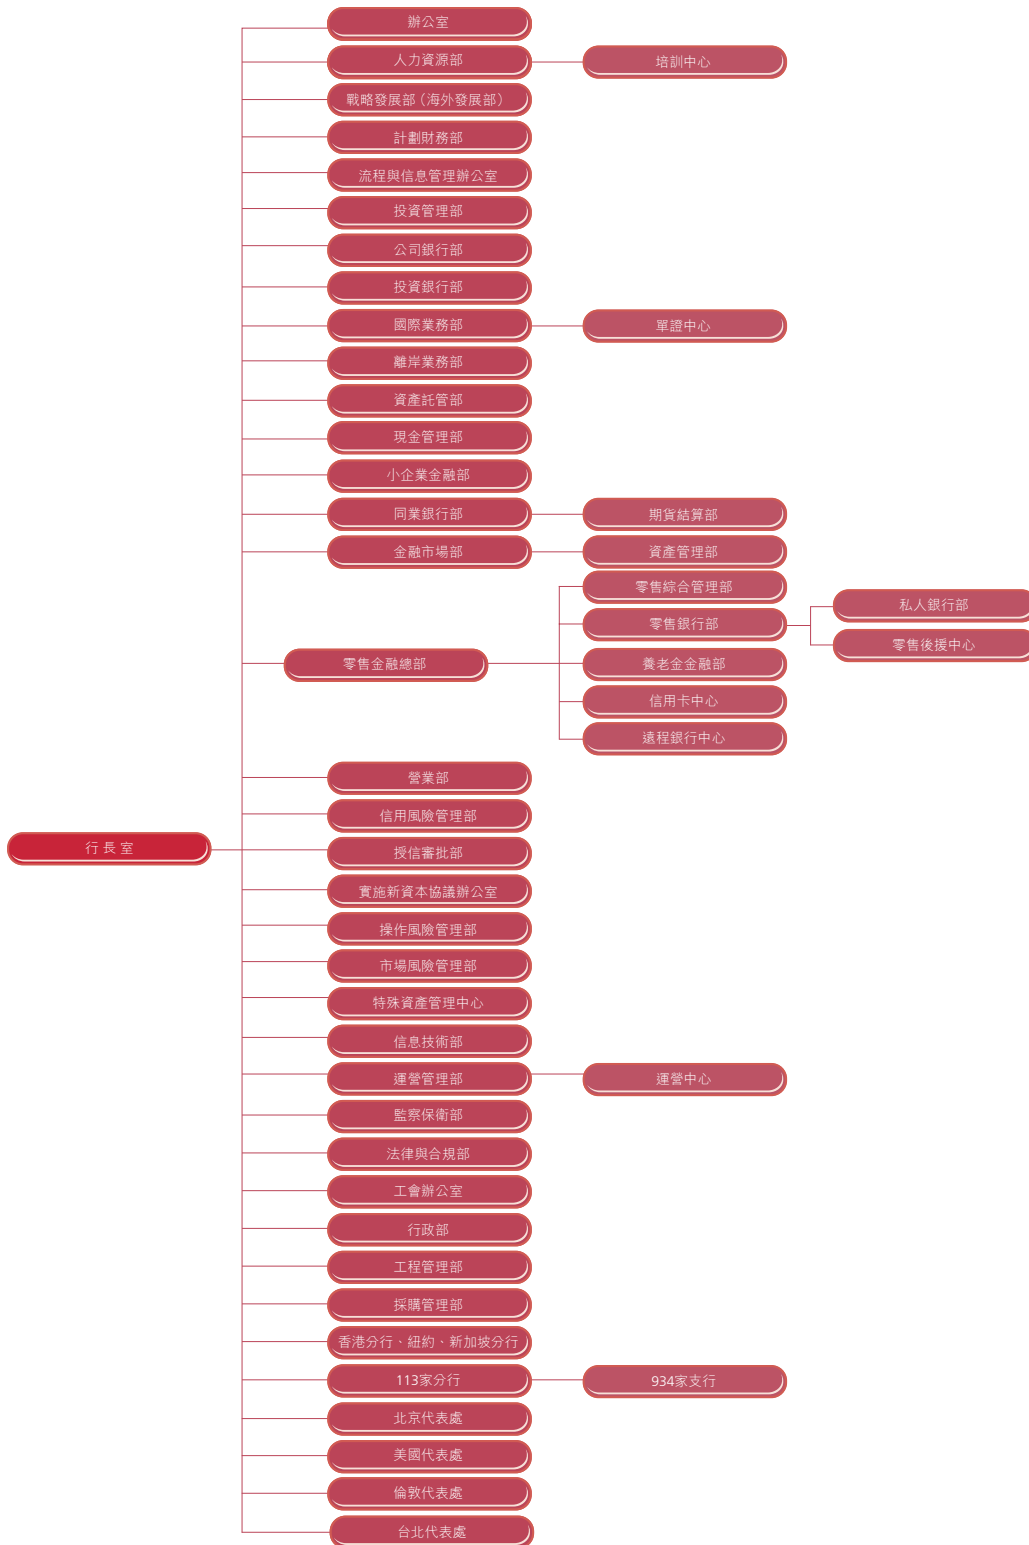 辦公室
人力資源部
培訓中心
戰略發展部（海外發展部）
計劃財務部
流程與信息管理辦公室
投資管理部
公司銀行部
投資銀行部
國際業務部
單證中心
離岸業務部
資產託管部
現金管理部
小企業金融部
同業銀行部
期貨結算部
金融市場部
資產管理部
零售綜合管理部
零售銀行部
私人銀行部
零售後援中心
零售金融總部
養老金金融部
信用卡中心
遠程銀行中心
營業部
信用風險管理部
行長室
授信審批部
實施新資本協議辦公室
操作風險管理部
市場風險管理部
特殊資產管理中心
信息技術部
運營管理部
運營中心
監察保衛部
法律與合規部
工會辦公室
行政部
工程管理部
採購管理部
香港分行、紐約、新加坡分行
113家分行
934家支行
北京代表處
美國代表處
倫敦代表處
台北代表處